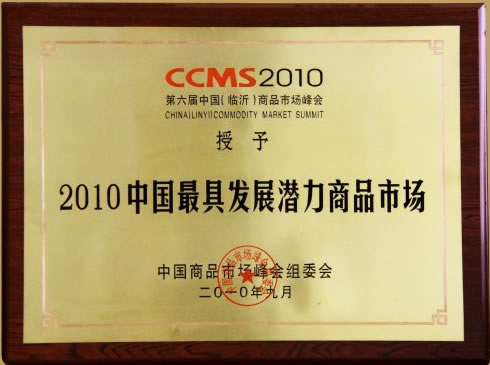 CCMS2010
第六届中国(临沂)商品市场峰会
CHINA(LINYI)COMMODITY MARKET SUMMIT
授予
2010中国最具发展潜力商品市场
中国商品市场峰会组委会
二〇一〇年九月